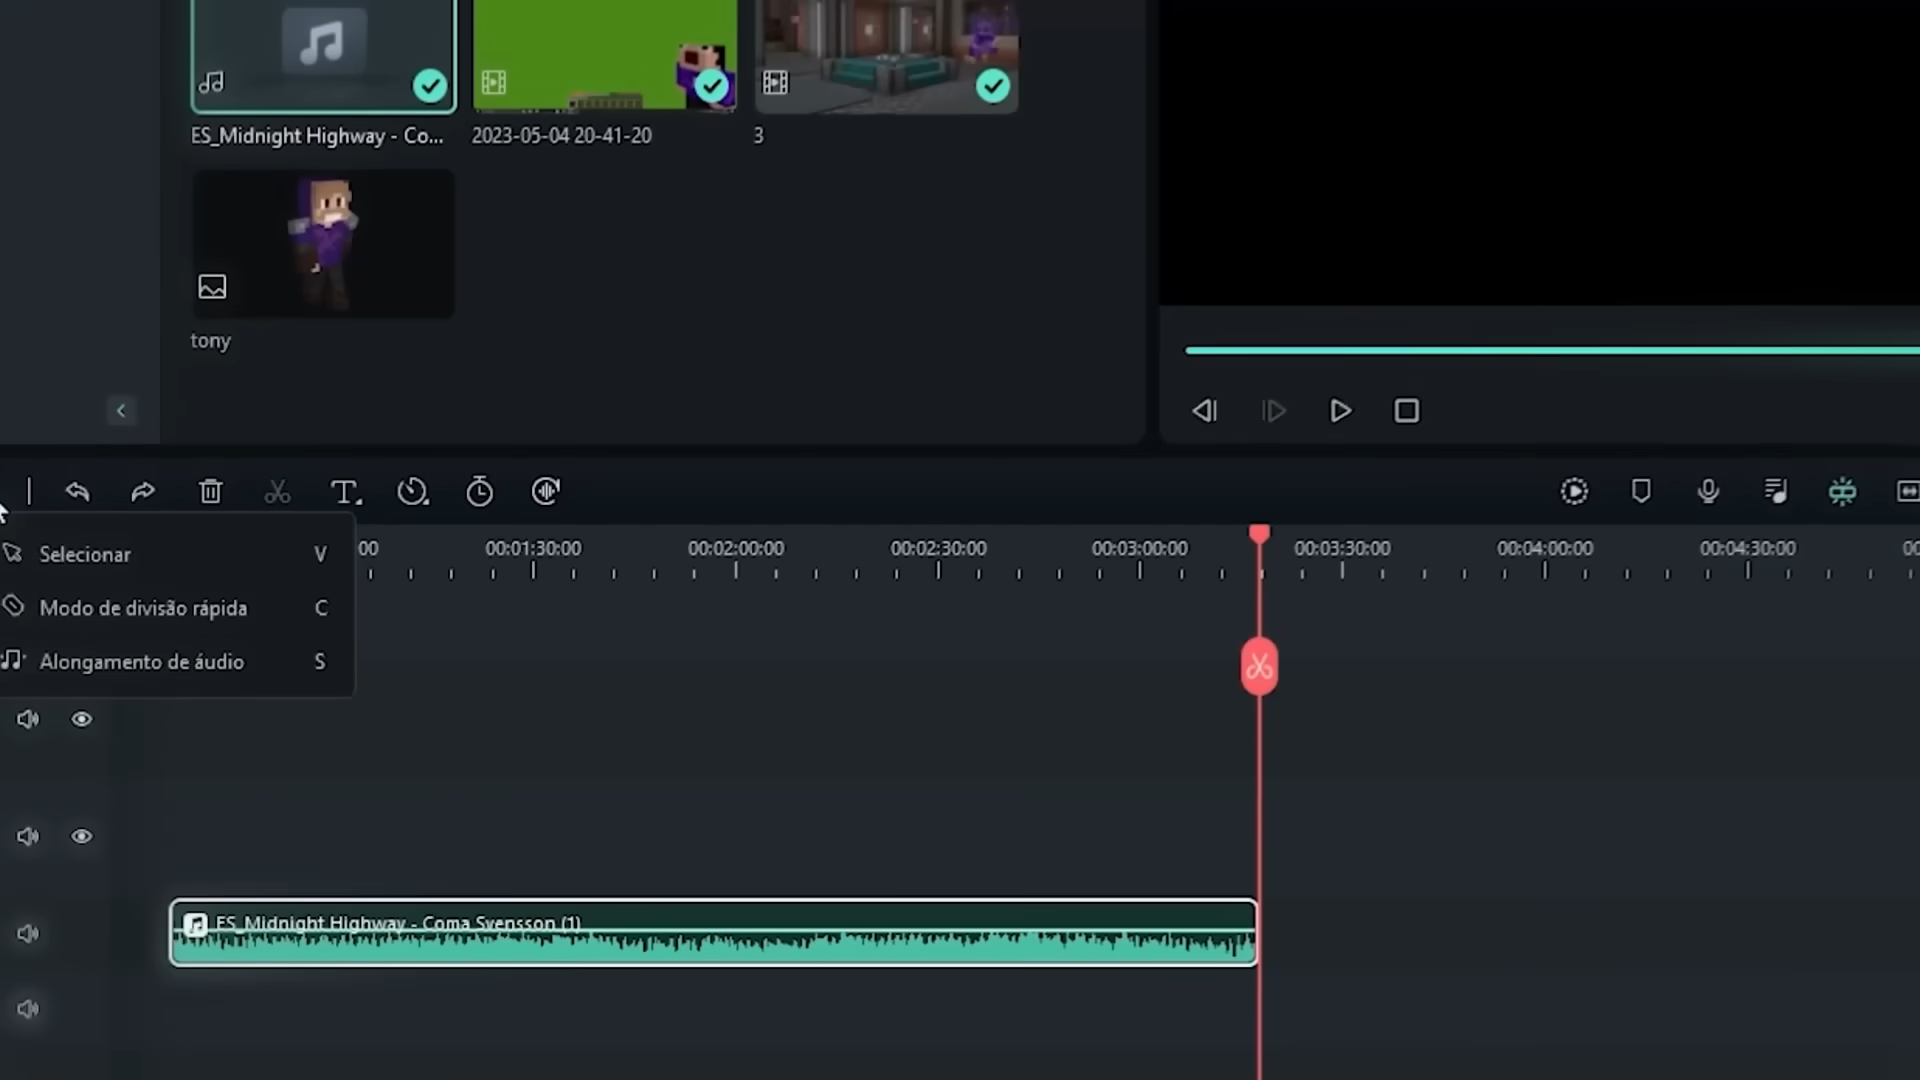 ES_Midnight Highway - Co...
2023-05-04 20-41-20
3
tony
Selecionar V
Modo de divisão rápida C
Alongamento de áudio S
00 00:01:30:00 00:02:00:00 00:02:30:00 00:03:00:00 00:03:30:00 00:04:00:00 00:04:30:00 00
ES_Midnight Highway - Coma Svensson (1)